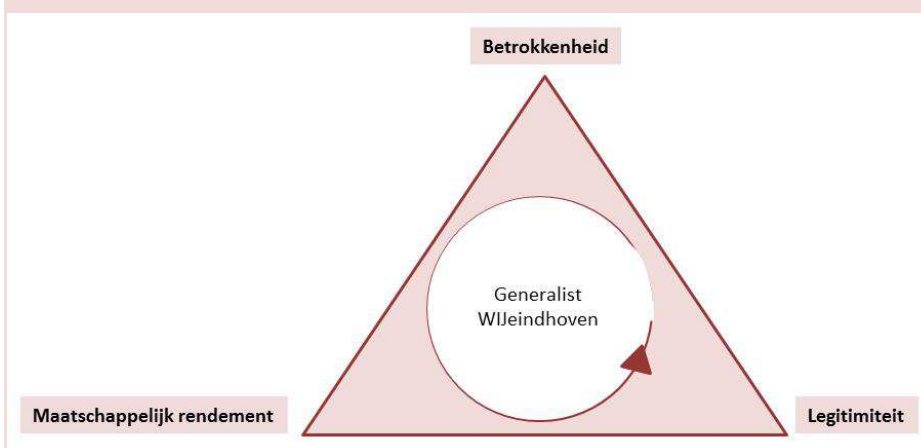 Betrokkenheid
Generalist
WIJeindhoven
Maatschappelijk rendement
Legitimiteit